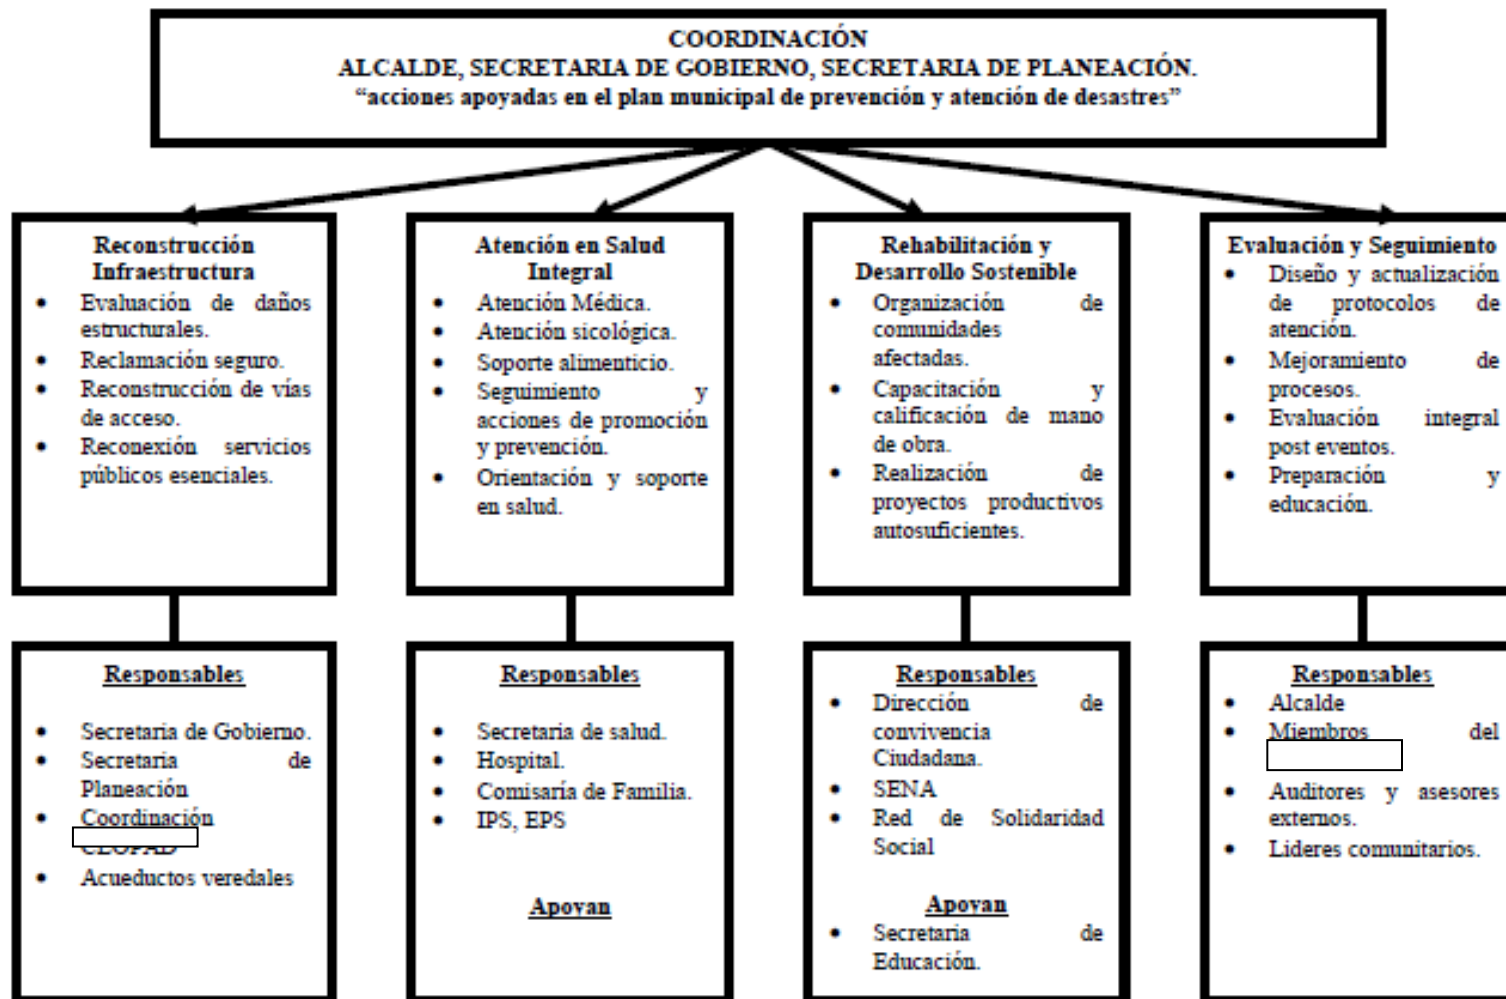 COORDINACIÓN
ALCALDE, SECRETARIA DE GOBIERNO, SECRETARIA DE PLANEACIÓN.
“acciones apoyadas en el plan municipal de prevención y atención de desastres”
Reconstrucción
Infraestructura
• Evaluación de daños
estructurales.
• Reclamación seguro.
• Reconstrucción de vías
de acceso.
• Reconexión servicios
públicos esenciales.
Atención en Salud
Integral
• Atención Médica.
• Atención sicológica.
• Soporte alimenticio.
• Seguimiento y
acciones de promoción
y prevención.
• Orientación y soporte
en salud.
Rehabilitación y
Desarrollo Sostenible
• Organización de
comunidades
afectadas.
• Capacitación y
calificación de mano
de obra.
• Realización de
proyectos productivos
autosuficientes.
Evaluación y Seguimiento
• Diseño y actualización
de protocolos de
atención.
• Mejoramiento de
procesos.
• Evaluación integral
post eventos.
• Preparación y
educación.
Responsables
• Secretaria de Gobierno.
• Secretaria de
Planeación
• Coordinación
• Acueductos veredales
Responsables
• Secretaria de salud.
• Hospital.
• Comisaría de Familia.
• IPS, EPS
Apoyan
Responsables
• Dirección de
convivencia
Ciudadana.
• SENA
• Red de Solidaridad
Social
Apoyan
• Secretaria de
Educación.
Responsables
• Alcalde
• Miembros del
• Auditores y asesores
externos.
• Lideres comunitarios.